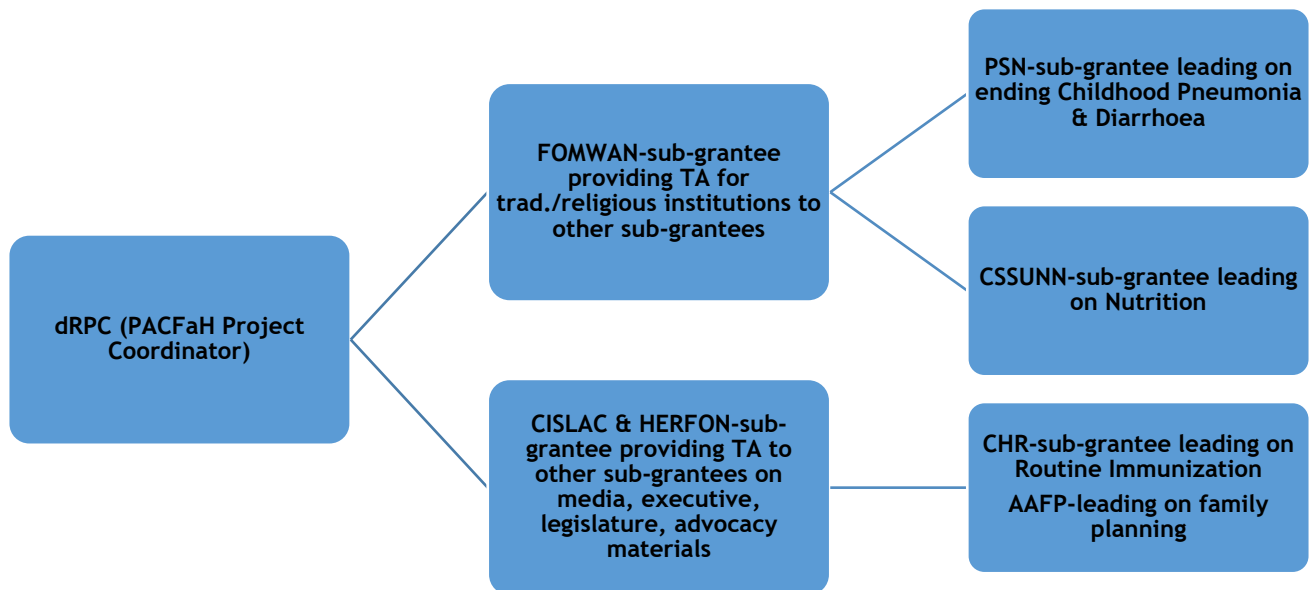 dRPC (PACFaH Project
Coordinator)
FOMWAN-sub-grantee
providing TA for
trad./religious institutions to
other sub-grantees
PSN-sub-grantee leading on
ending Childhood Pneumonia
& Diarrhoea
CSSUNN-sub-grantee leading
on Nutrition
CISLAC & HERFON-sub-
grantee providing TA to
other sub-grantees on
media, executive,
legislature, advocacy
materials
CHR-sub-grantee leading on
Routine Immunization
AAFP-leading on family
planning